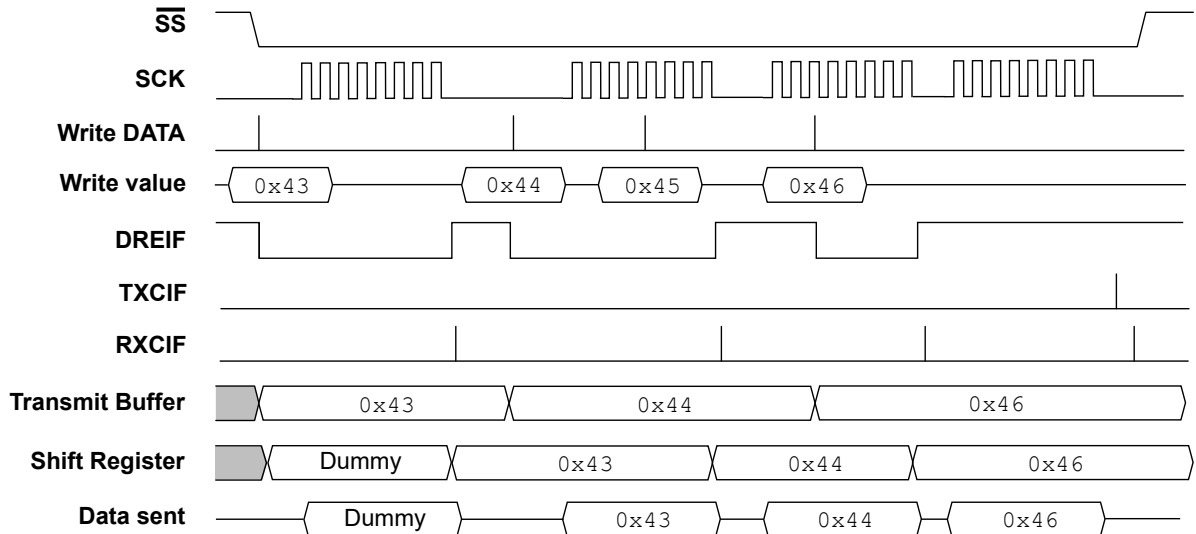 SS
SCK
Write DATA
Write value 0x43 0x44 0x45 0x46
DREIF
TXCIF
RXCIF
Transmit Buffer 0x43 0x44 0x46
Shift Register Dummy 0x43 0x44 0x46
Data sent Dummy 0x43 0x44 0x46